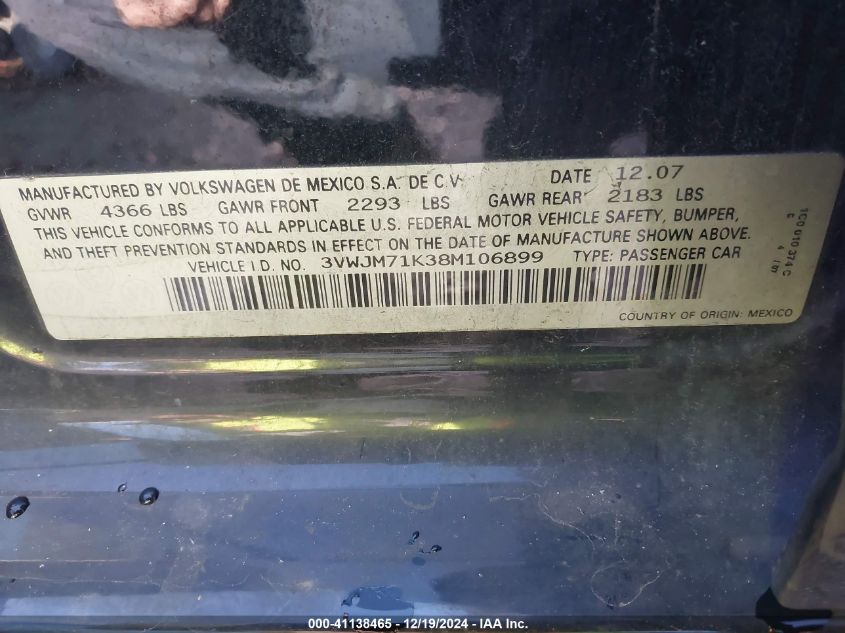 MANUFACTURED BY VOLKSWAGEN DE MEXICO S.A. DE C.V. DATE 12.07
GVWR 4366 LBS GAWR FRONT 2293 LBS GAWR REAR 2183 LBS
THIS VEHICLE CONFORMS TO ALL APPLICABLE U.S. FEDERAL MOTOR VEHICLE SAFETY, BUMPER,
AND THEFT PREVENTION STANDARDS IN EFFECT ON THE DATE OF MANUFACTURE SHOWN ABOVE.
VEHICLE I.D. NO. 3VWJM71K38M106899 TYPE: PASSENGER CAR
COUNTRY OF ORIGIN: MEXICO
1C0 010 374 C
000-41138465 - 12/19/2024 - IAA Inc.